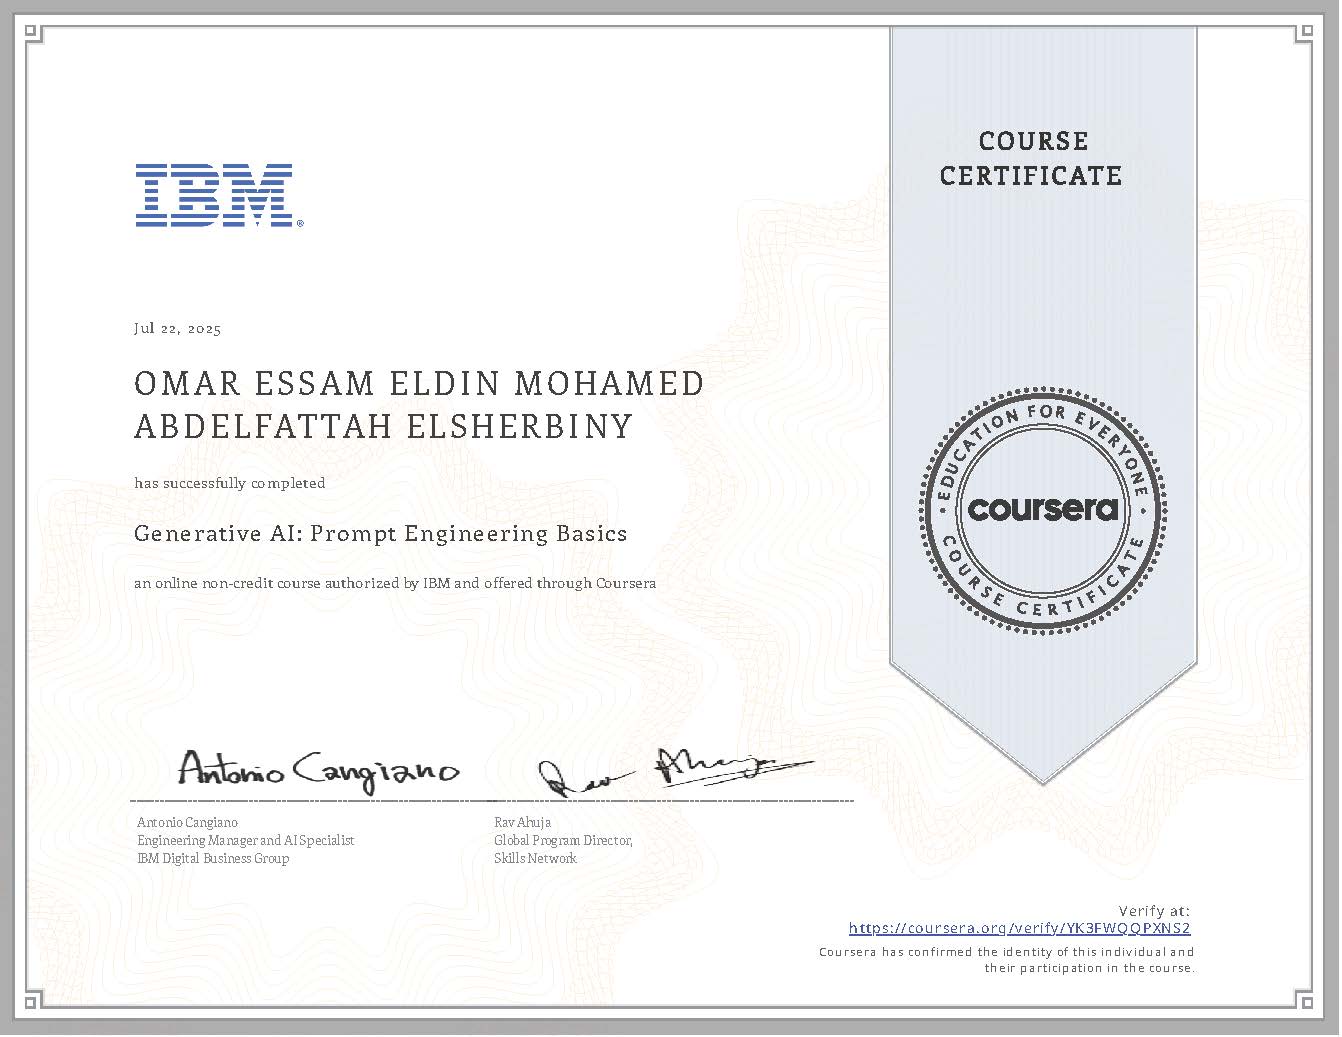 IBM®
COURSE
CERTIFICATE
Jul 22, 2025
OMAR ESSAM ELDIN MOHAMED
ABDELFATTAH ELSHERBINY
has successfully completed
Generative AI: Prompt Engineering Basics
an online non-credit course authorized by IBM and offered through Coursera
EDUCATION FOR EVERYONE
coursera
COURSE CERTIFICATE
Antonio Cangiano
Rav Ahuja
Antonio Cangiano
Engineering Manager and AI Specialist
IBM Digital Business Group
Rav Ahuja
Global Program Director,
Skills Network
Verify at:
https://coursera.org/verify/YK3FWQQPXNS2
Coursera has confirmed the identity of this individual and
their participation in the course.